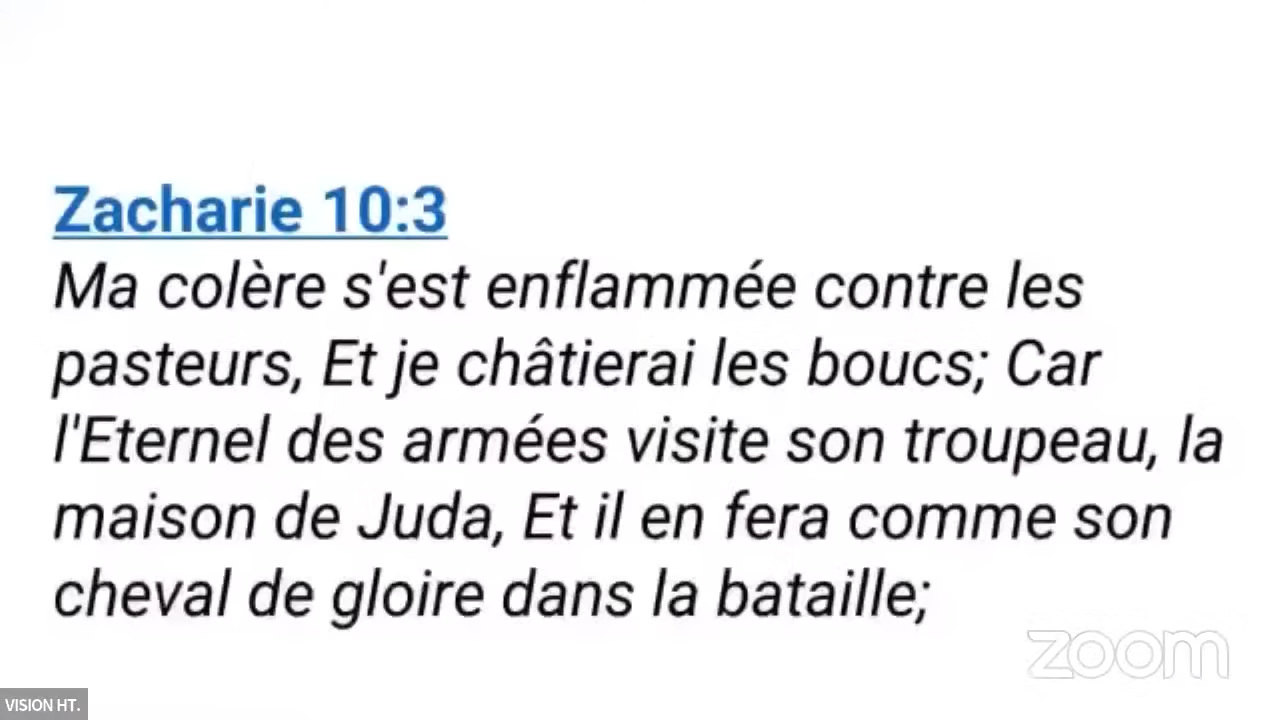 Zacharie 10:3
Ma colère s'est enflammée contre les
pasteurs, Et je châtierai les boucs; Car
l'Eternel des armées visite son troupeau, la
maison de Juda, Et il en fera comme son
cheval de gloire dans la bataille;
zoom
VISION HT.